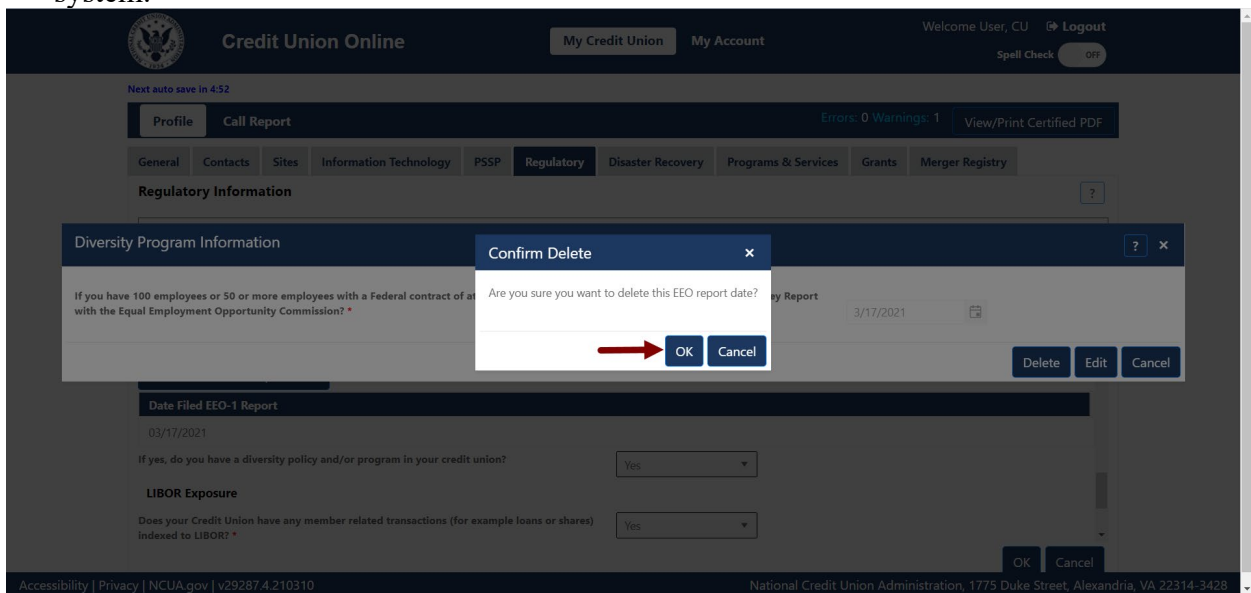 system.
Credit Union Online
My Credit Union
My Account
Welcome User, CU Logout
Spell Check OFF
Next auto save in 4:52
Profile
Call Report
Errors: 0 Warnings: 1
View/Print Certified PDF
General
Contacts
Sites
Information Technology
PSSP
Regulatory
Disaster Recovery
Programs & Services
Grants
Merger Registry
Regulatory Information
?
Diversity Program Information
? ×
Confirm Delete
×
If you have 100 employees or 50 or more employees with a Federal contract of
Are you sure you want to delete this EEO report date?
Report
with the Equal Employment Opportunity Commission? *
3/17/2021
OK
Cancel
Delete
Edit
Cancel
Date Filed EEO-1 Report
03/17/2021
If yes, do you have a diversity policy and/or program in your credit union?
Yes
LIBOR Exposure
Does your Credit Union have any member related transactions (for example loans or shares)
indexed to LIBOR? *
Yes
OK
Cancel
Accessibility | Privacy | NCUA.gov | v29287.4.210310
National Credit Union Administration, 1775 Duke Street, Alexandria, VA 22314-3428